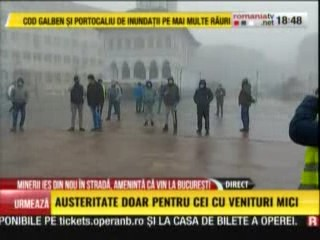 COD GALBEN ȘI PORTOCALIU DE INUNDAȚII PE MAI MULTE RÂURI
romaniatv
.net
18:48
MINERII IES DIN NOU ÎN STRADĂ, AMENINȚĂ CĂ VIN LA BUCUREȘTI
DIRECT
URMEAZĂ
AUSTERITATE DOAR PENTRU CEI CU VENITURI MICI
PONIBILE PE tickets.operanb.ro ȘI LA CASA DE BILETE A OPEREI.